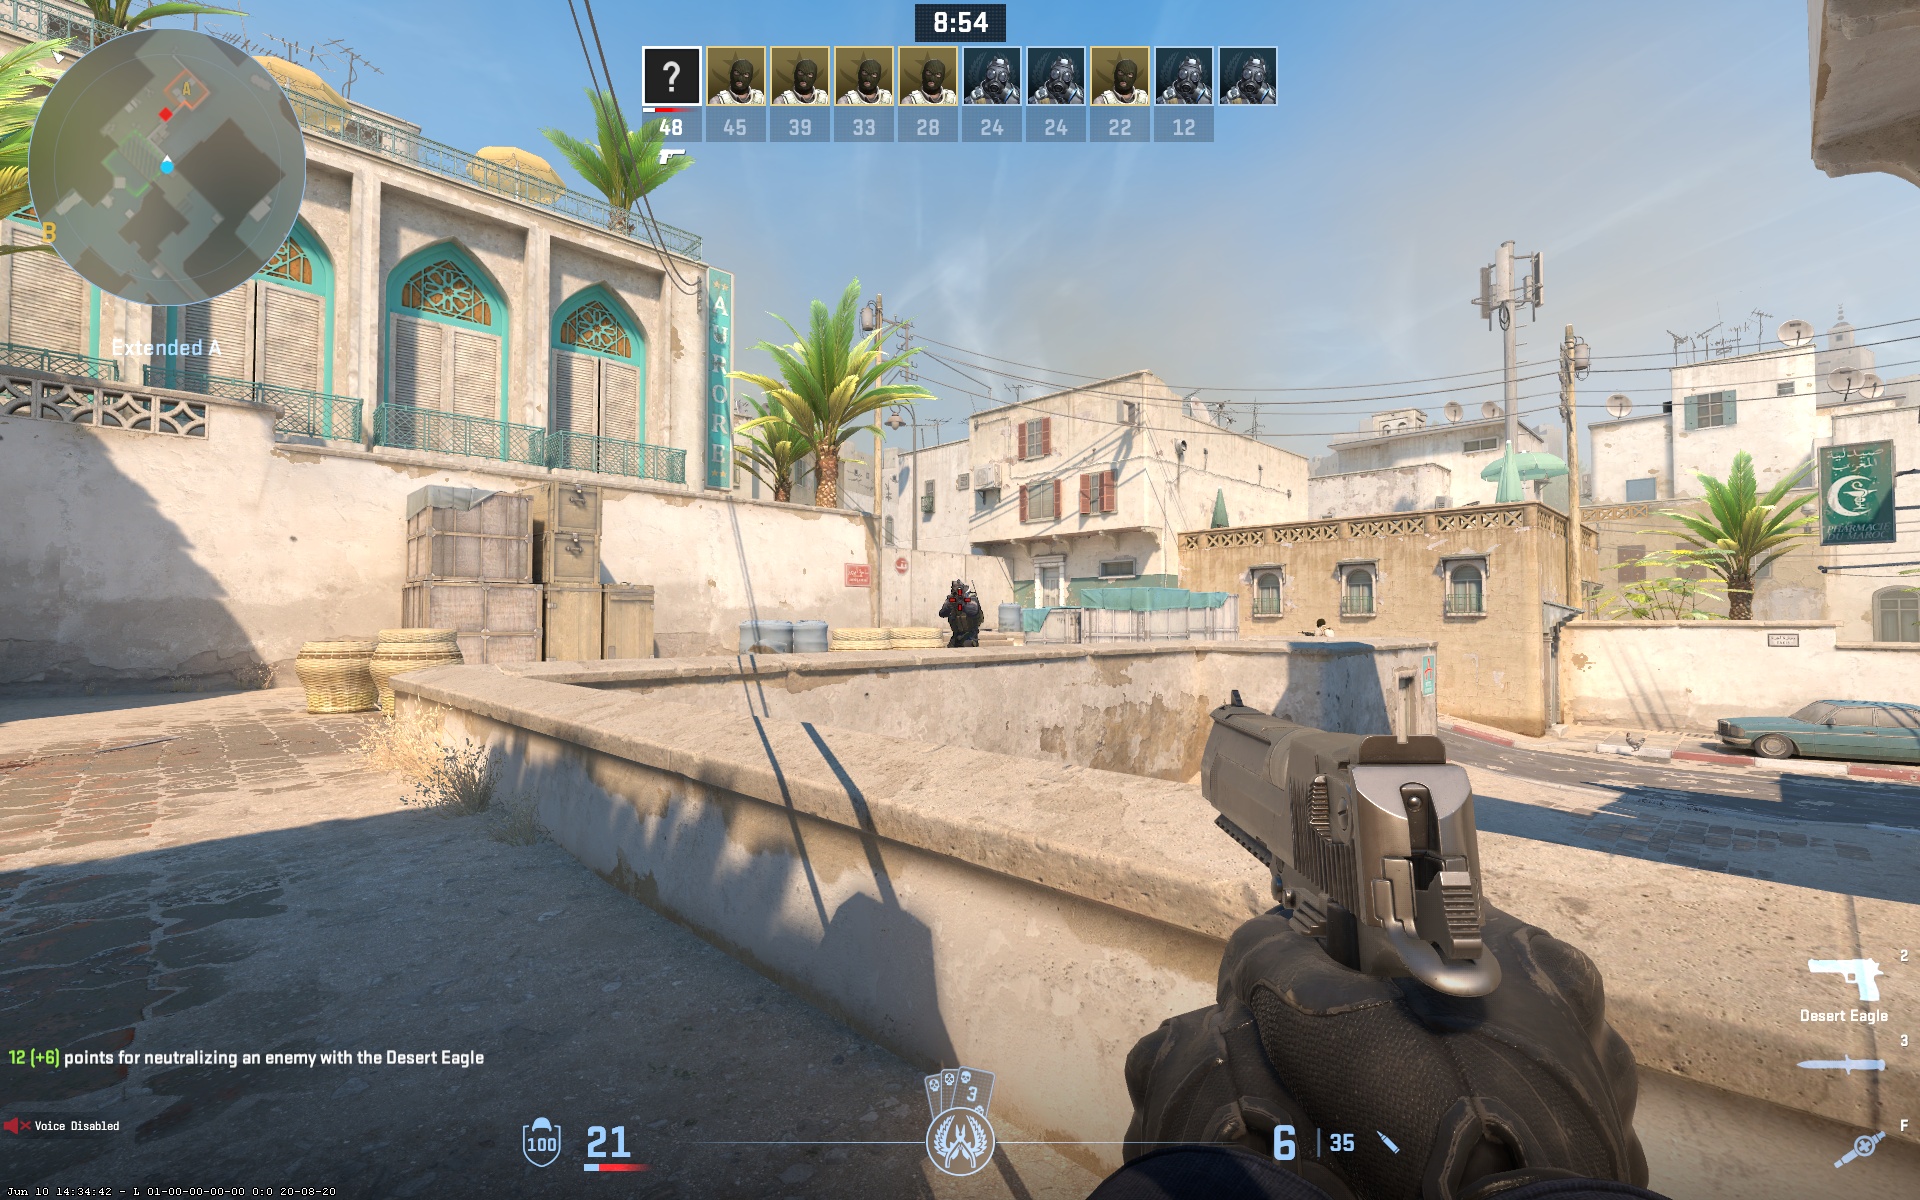 8:54
?
48 45 39 33 28 24 24 22 12
A
B
Extended A
AURORE
صيدلية
المغرب
PHARMACIE
DU MAROC
2
Desert Eagle
3
12 (+6) points for neutralizing an enemy with the Desert Eagle
3
Voice Disabled
100 21
6 | 35
F
Jun 10 14:34:42 - L 01-00-00-00-00 0:0 20-08-20